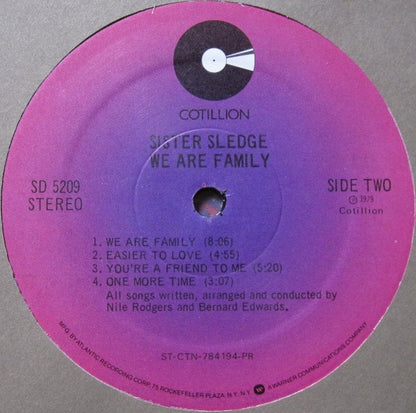 COTILLION
SISTER SLEDGE
WE ARE FAMILY
SD 5209
STEREO
SIDE TWO
Ⓟ 1979
Cotillion
1. WE ARE FAMILY (8:06)
2. EASIER TO LOVE (4:55)
3. YOU'RE A FRIEND TO ME (5:20)
4. ONE MORE TIME (3:07)
All songs written, arranged and conducted by
Nile Rodgers and Bernard Edwards.
ST-CTN-784194-PR
MFG. BY ATLANTIC RECORDING CORP., 75 ROCKEFELLER PLAZA, N.Y. N.Y. A WARNER COMMUNICATIONS COMPANY